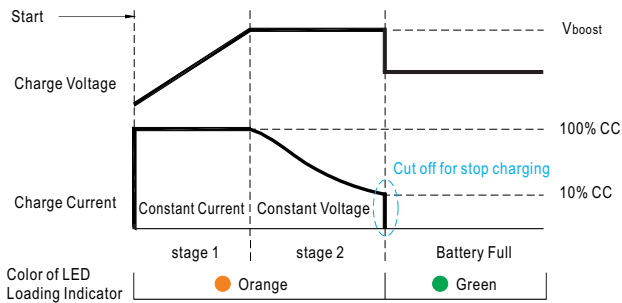 Start
Vboost
Charge Voltage
100% CC
Cut off for stop charging
10% CC
Charge Current
Constant Current
Constant Voltage
stage 1
stage 2
Battery Full
Color of LED
Loading Indicator
Orange
Green